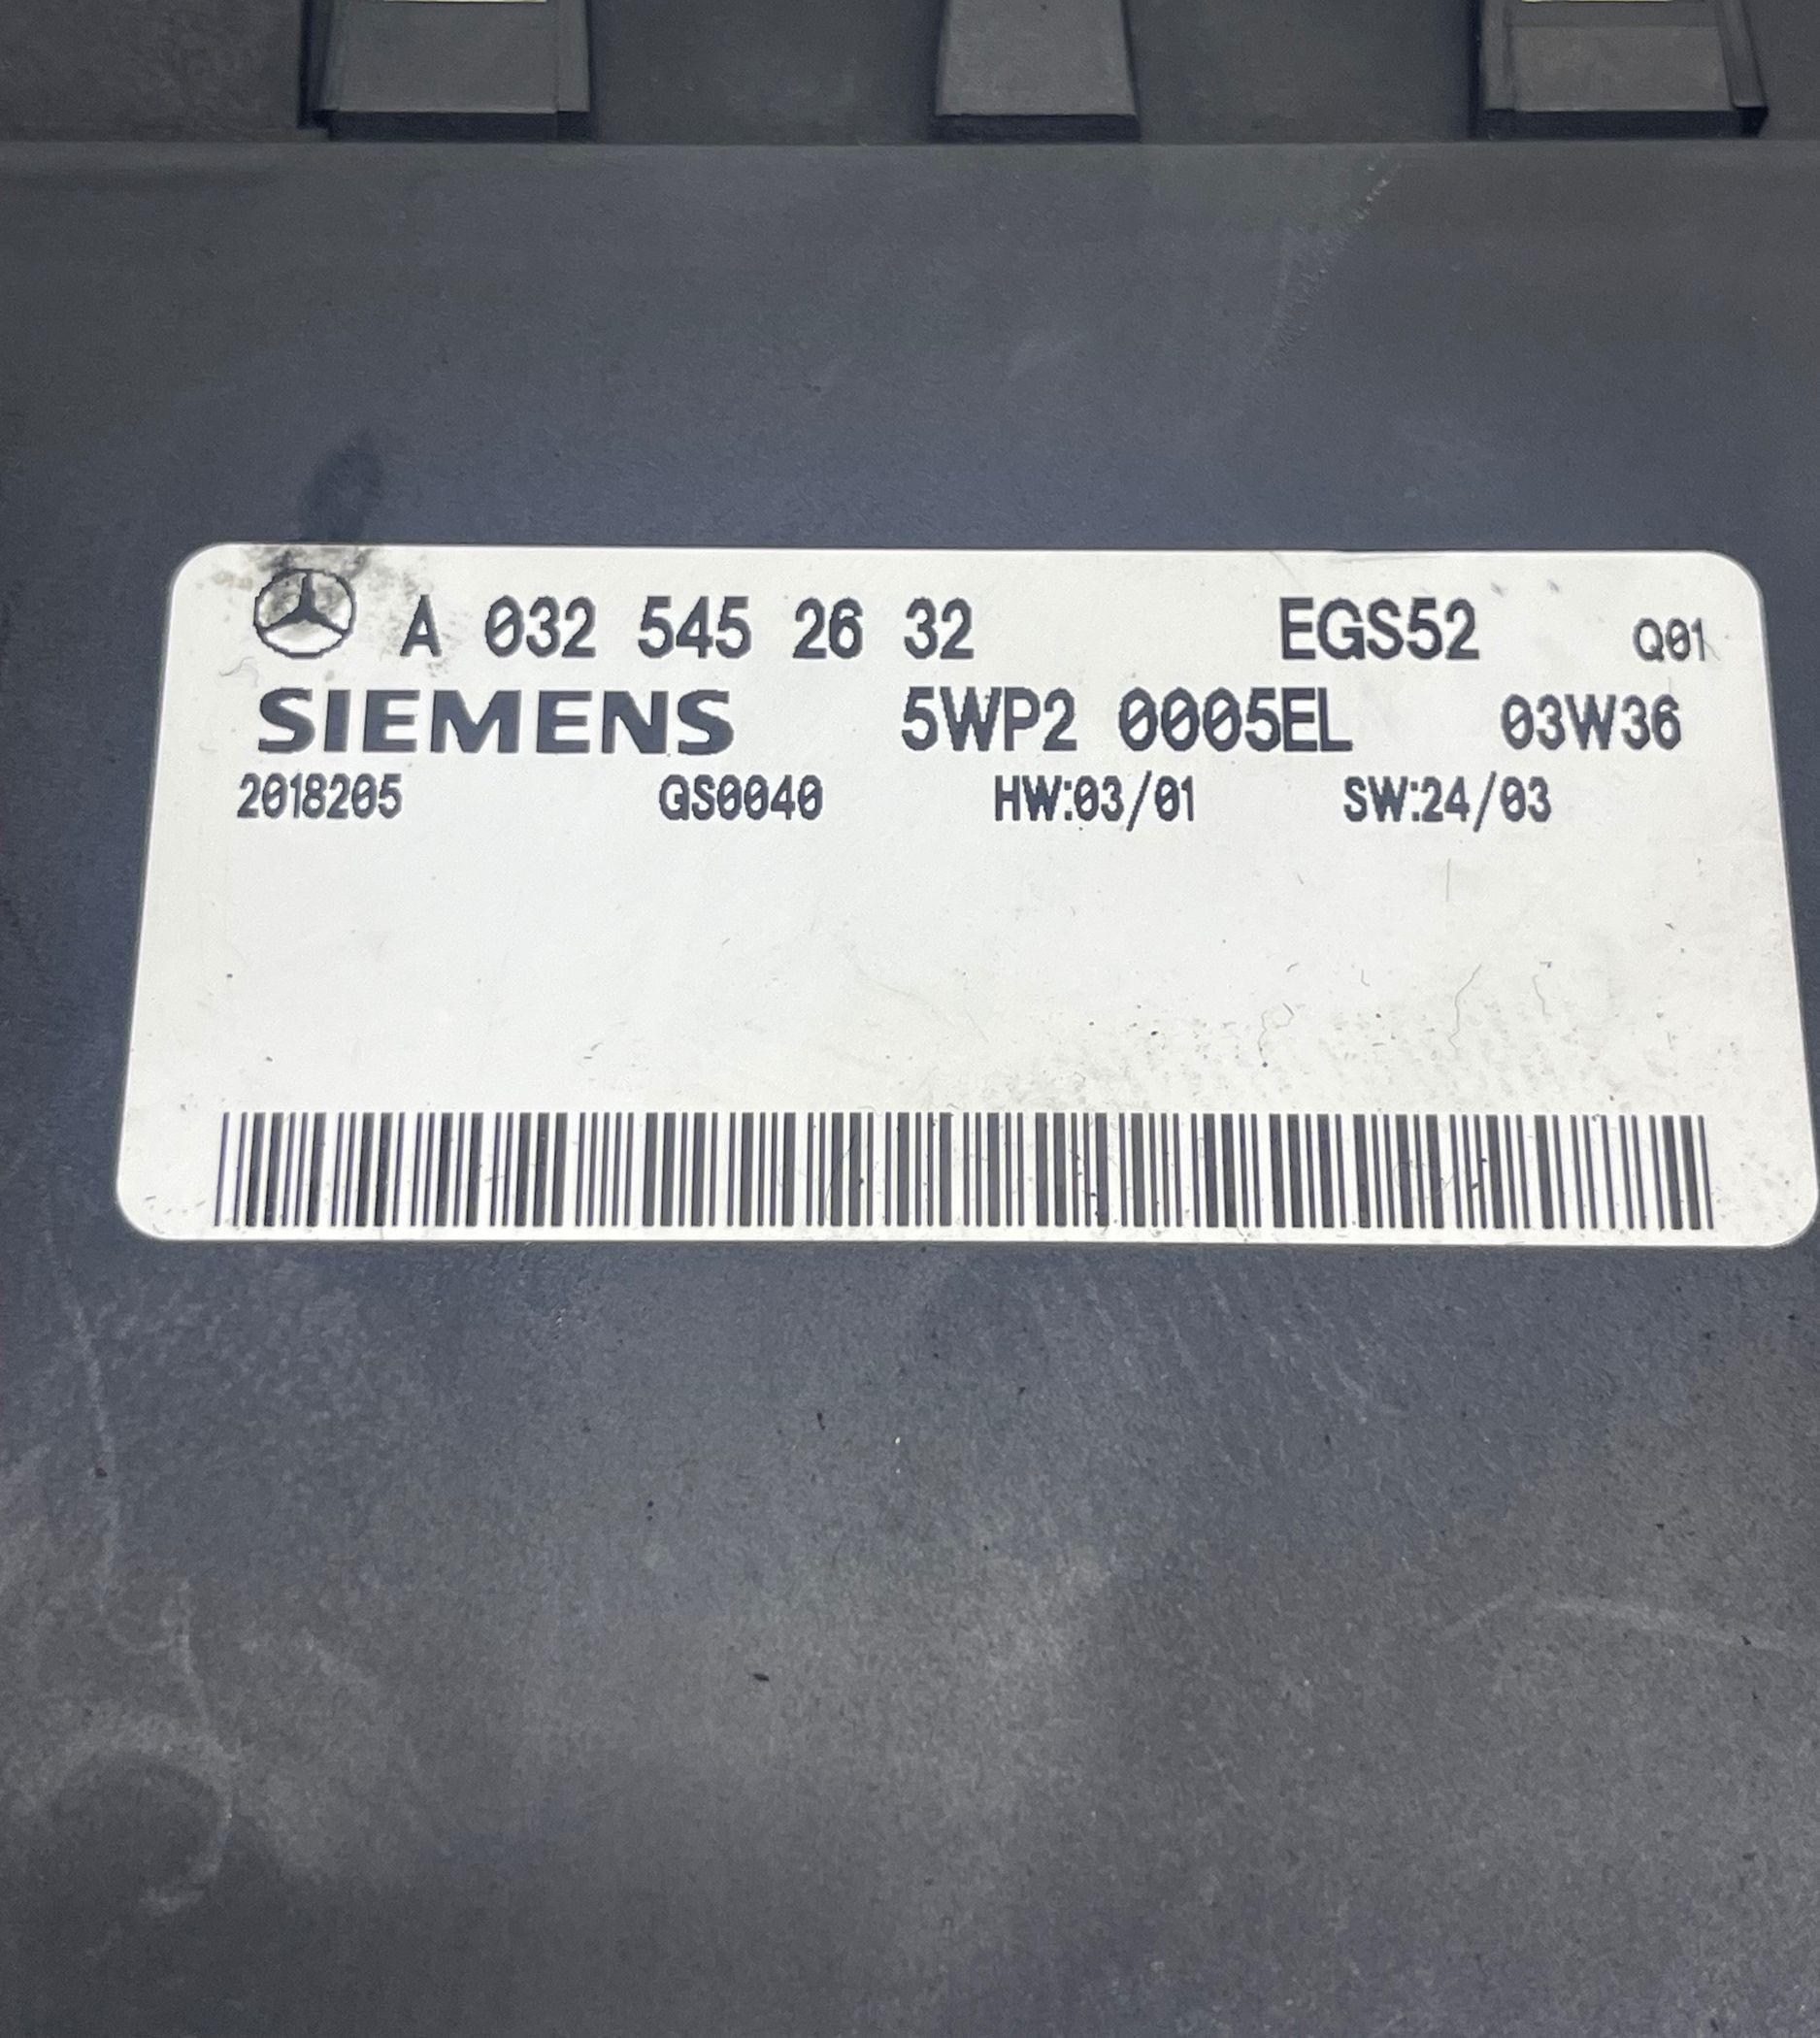 A 032 545 26 32 EGS52 Q01
SIEMENS 5WP2 0005EL 03W36
2018205 GS0040 HW:03/01 SW:24/03